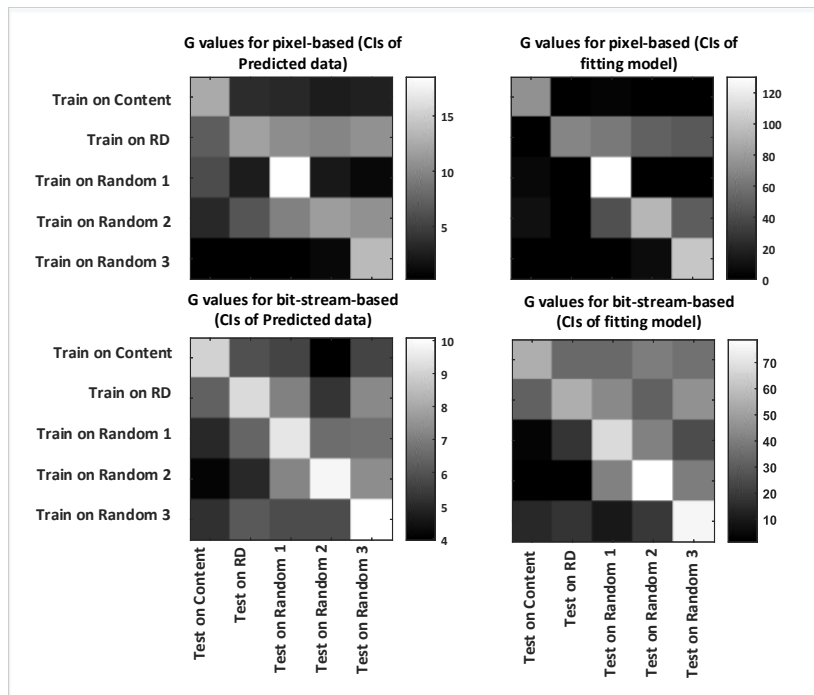 G values for pixel-based (CIs of
Predicted data)
G values for pixel-based (CIs of
fitting model)
Train on Content
Train on RD
Train on Random 1
Train on Random 2
Train on Random 3
15
10
5
120
100
80
60
40
20
0
G values for bit-stream-based
(CIs of Predicted data)
G values for bit-stream-based
(CIs of fitting model)
Train on Content
Train on RD
Train on Random 1
Train on Random 2
Train on Random 3
10
9
8
7
6
5
4
70
60
50
40
30
20
10
Test on Content
Test on RD
Test on Random 1
Test on Random 2
Test on Random 3
Test on Content
Test on RD
Test on Random 1
Test on Random 2
Test on Random 3